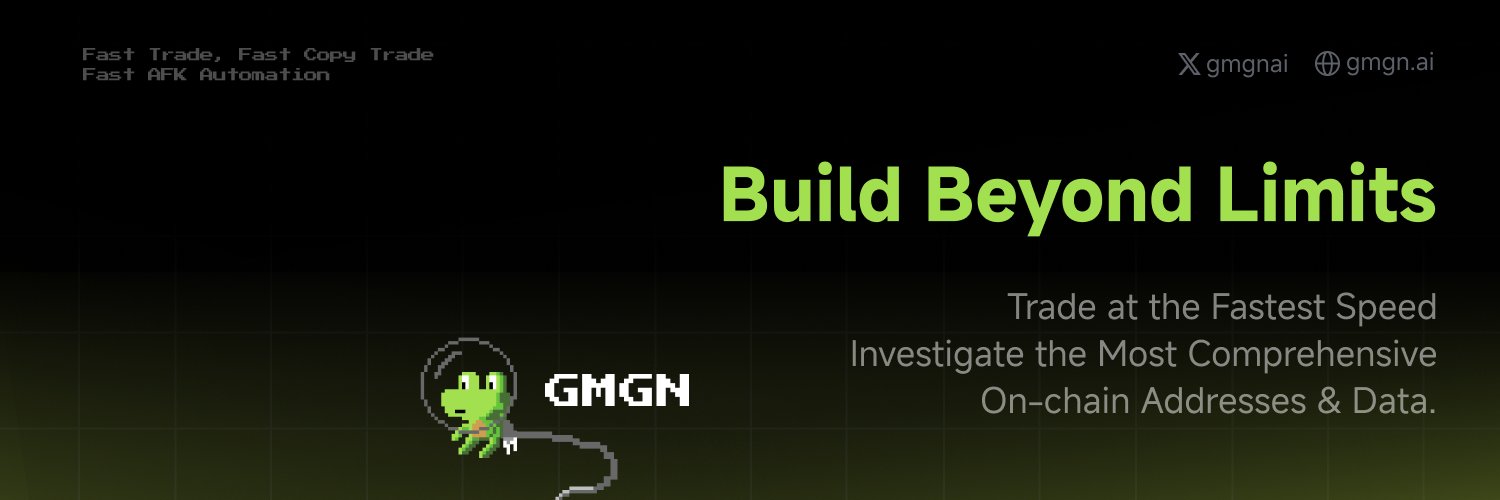 Fast Trade, Fast Copy Trade
Fast AFK Automation
gmgnai gmgn.ai
Build Beyond Limits
Trade at the Fastest Speed
Investigate the Most Comprehensive
On-chain Addresses & Data.
GMGN